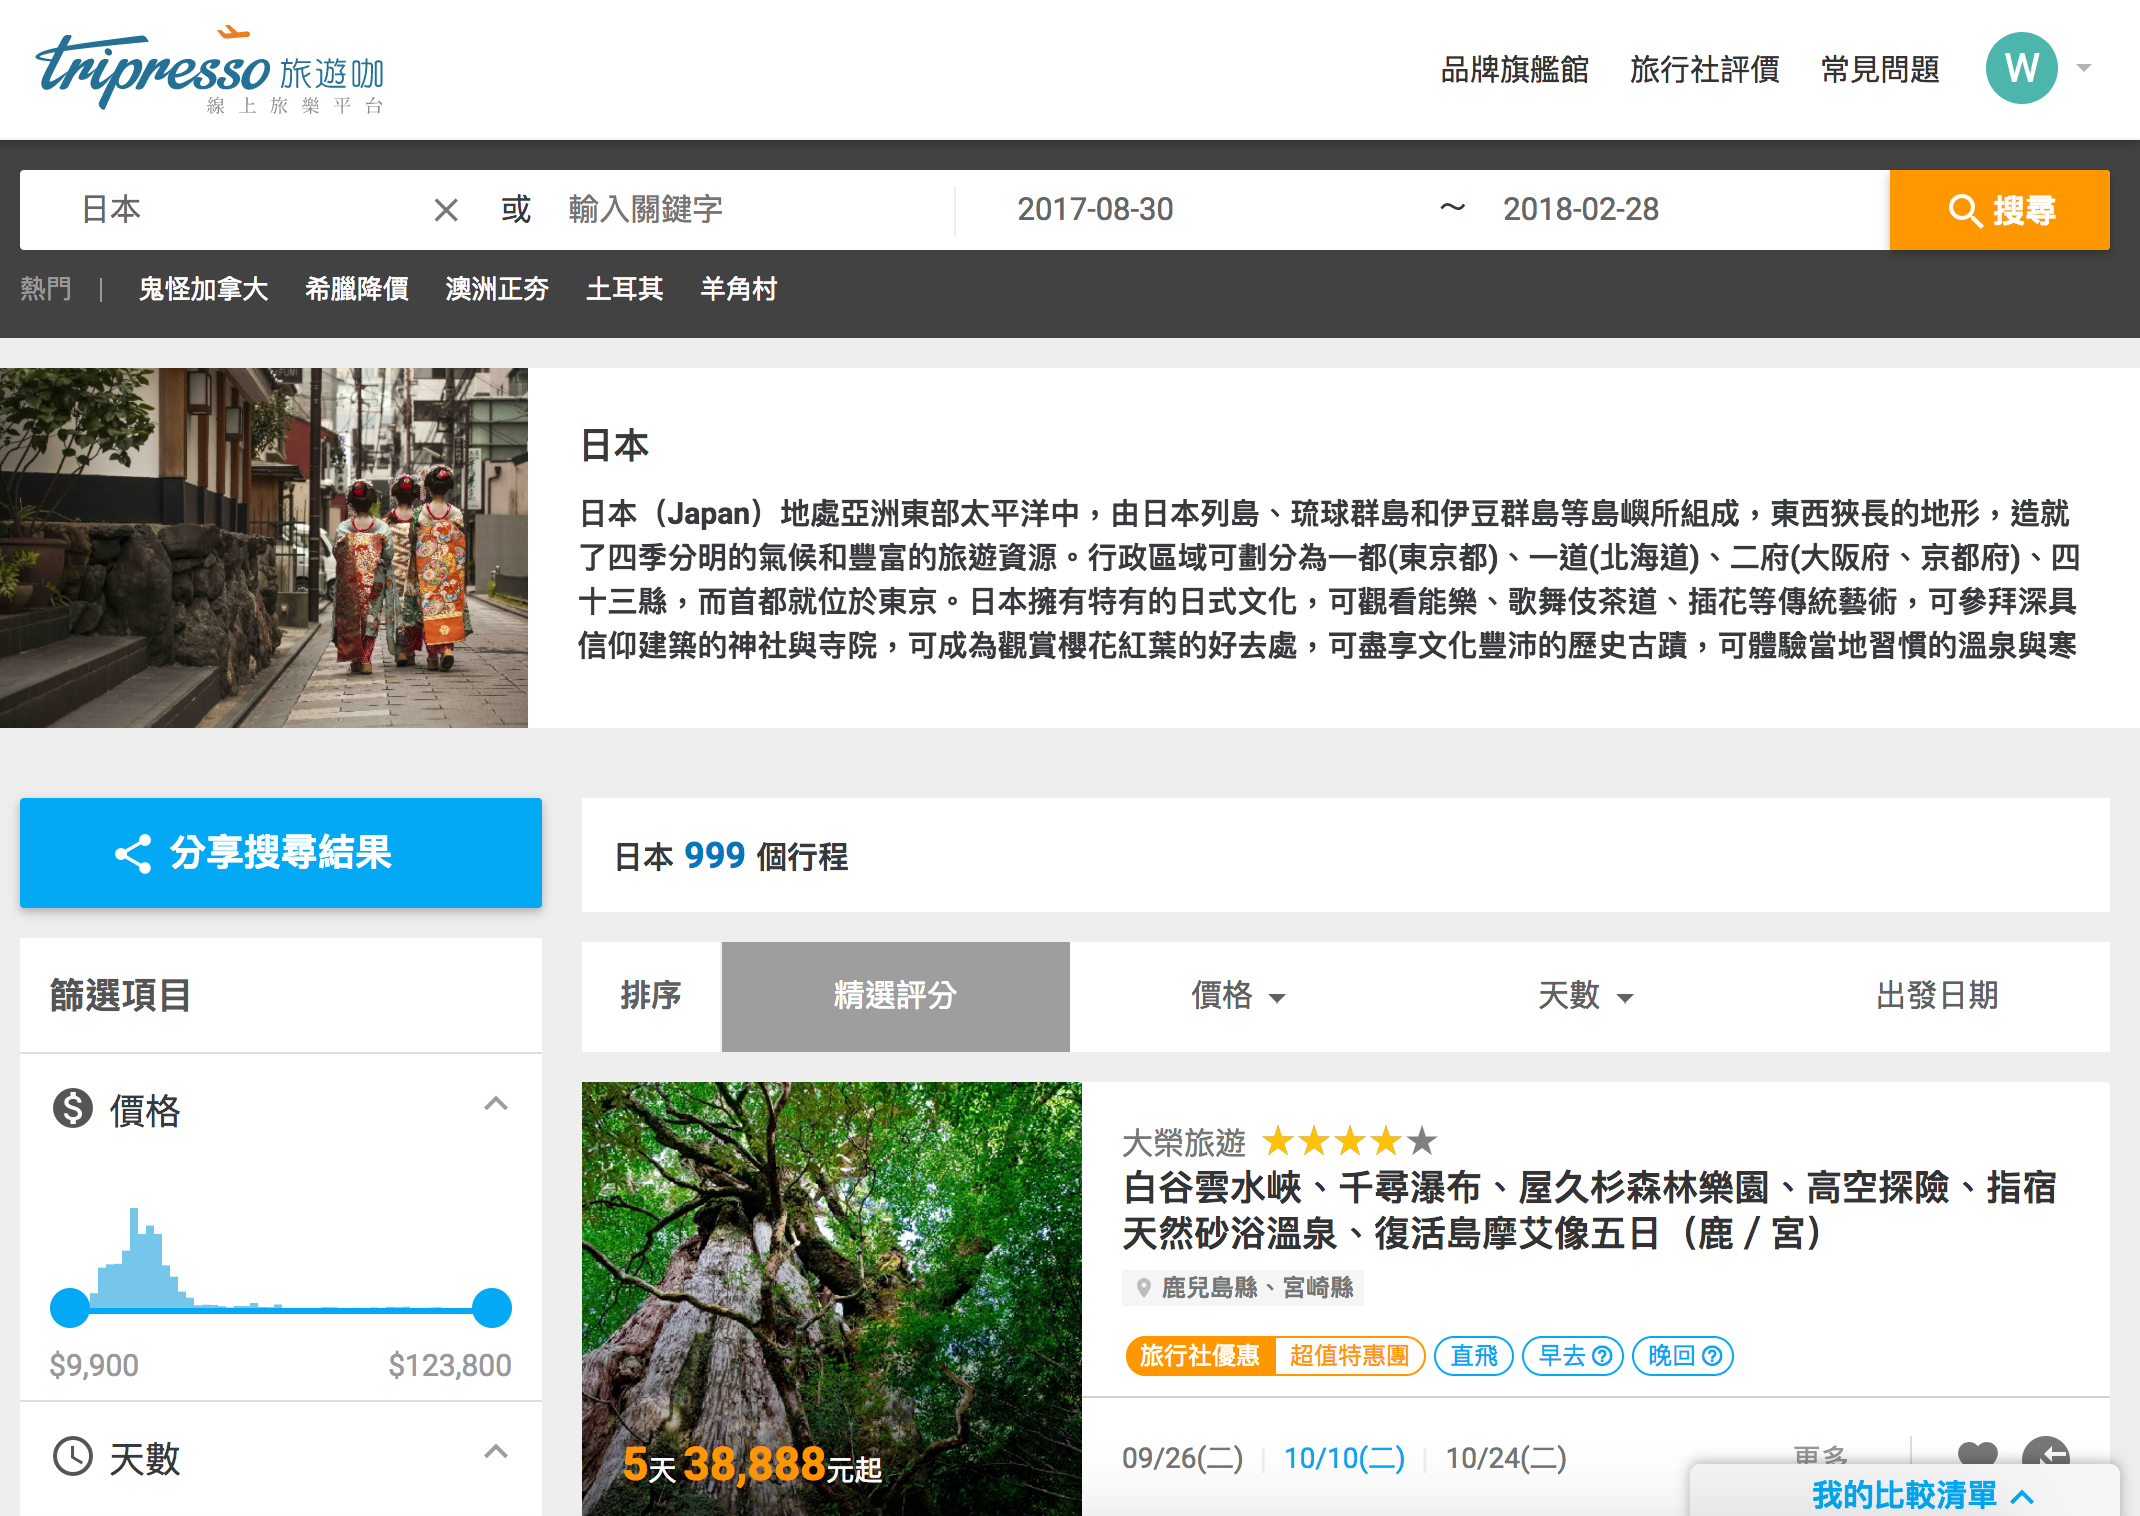 tripresso 旅遊咖
線上旅樂平台
品牌旗艦館 旅行社評價 常見問題 W
日本 或 輸入關鍵字 2017-08-30 ~ 2018-02-28 搜尋
熱門 | 鬼怪加拿大 希臘降價 澳洲正夯 土耳其 羊角村
日本
日本（Japan）地處亞洲東部太平洋中，由日本列島、琉球群島和伊豆群島等島嶼所組成，東西狹長的地形，造就
了四季分明的氣候和豐富的旅遊資源。行政區域可劃分為一都(東京都)、一道(北海道)、二府(大阪府、京都府)、四
十三縣，而首都就位於東京。日本擁有特有的日式文化，可觀看能樂、歌舞伎茶道、插花等傳統藝術，可參拜深具
信仰建築的神社與寺院，可成為觀賞櫻花紅葉的好去處，可盡享文化豐沛的歷史古蹟，可體驗當地習慣的溫泉與寒
分享搜尋結果
日本 999 個行程
篩選項目
排序 精選評分 價格 天數 出發日期
價格
$9,900 $123,800
天數
大榮旅遊
白谷雲水峽、千尋瀑布、屋久杉森林樂園、高空探險、指宿
天然砂浴溫泉、復活島摩艾像五日（鹿 / 宮）
鹿兒島縣、宮崎縣
旅行社優惠 超值特惠團 直飛 早去 晚回
5天 38,888元起
09/26(二) 10/10(二) 10/24(二) 更多
我的比較清單